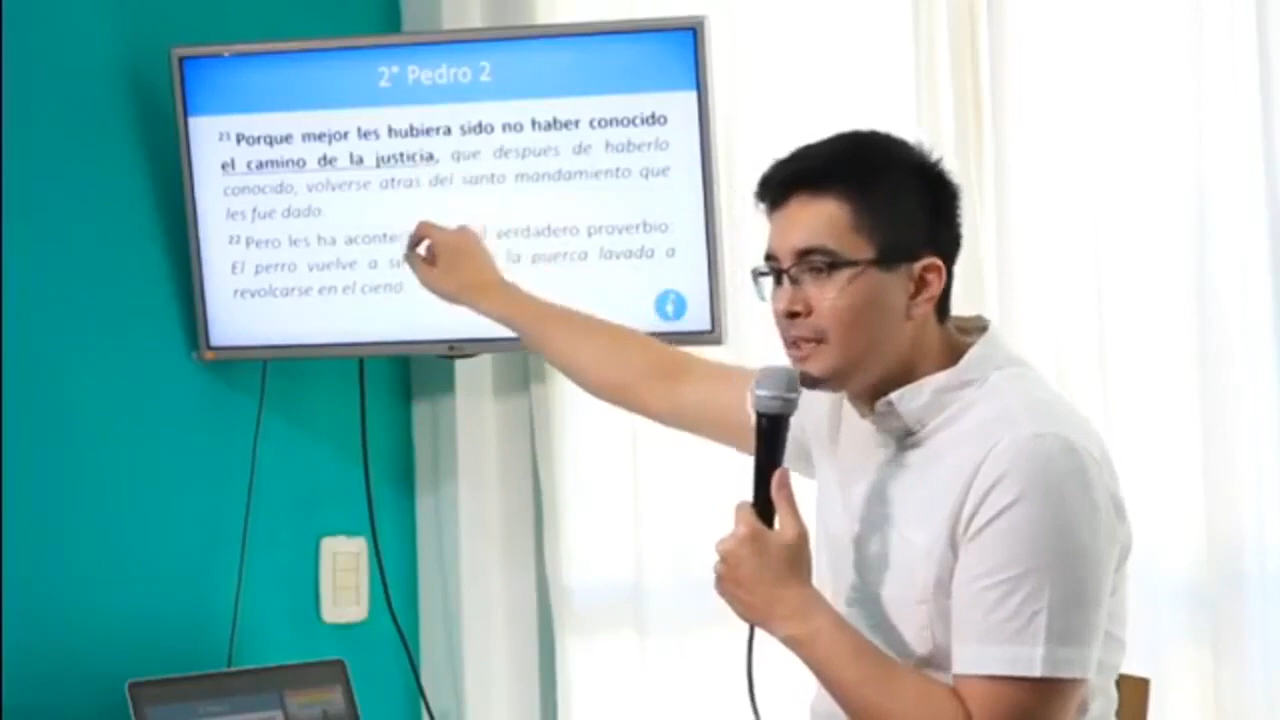 2° Pedro 2
21 Porque mejor les hubiera sido no haber conocido
el camino de la justicia, que después de haberlo
conocido, volverse atrás del santo mandamiento que
les fue dado.
22 Pero les ha verdadero proverbio:
El perro vuelve a la puerca lavada a
revolcarse en el cieno.